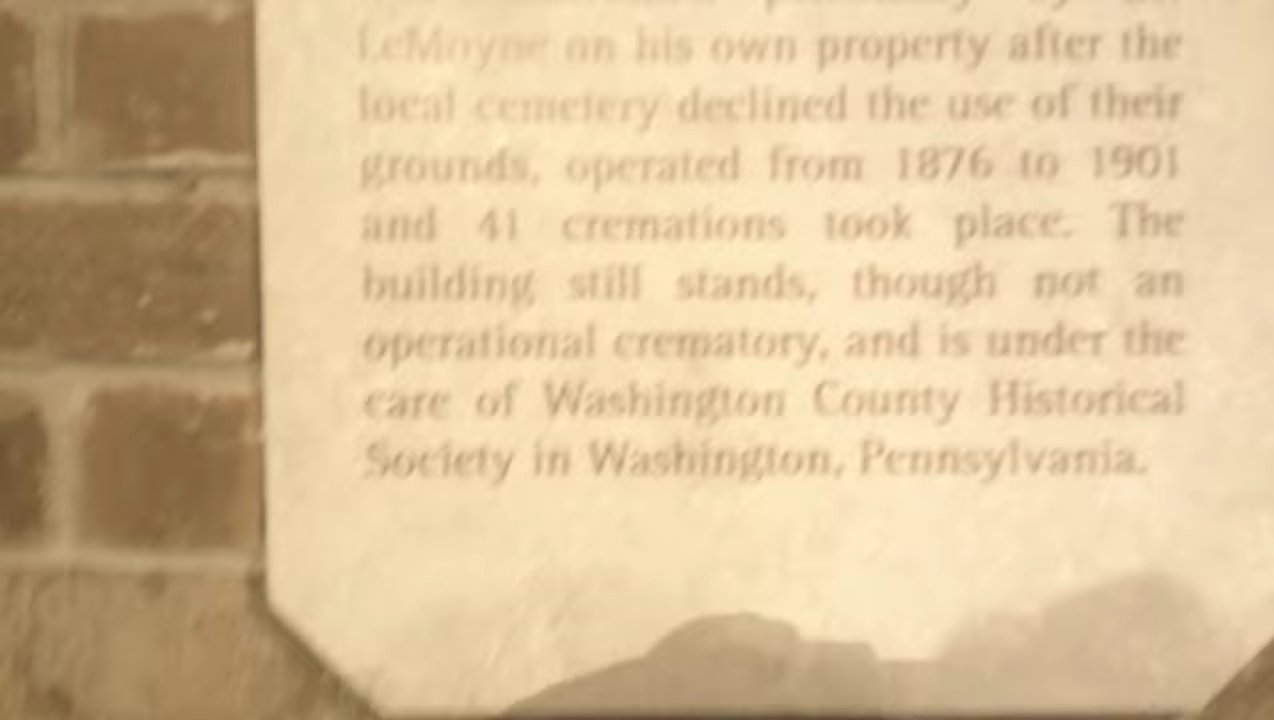 LeMoyne on his own property after the
local cemetery declined the use of their
grounds, operated from 1876 to 1901
and 41 cremations took place. The
building still stands, though not an
operational crematory, and is under the
care of Washington County Historical
Society in Washington, Pennsylvania.